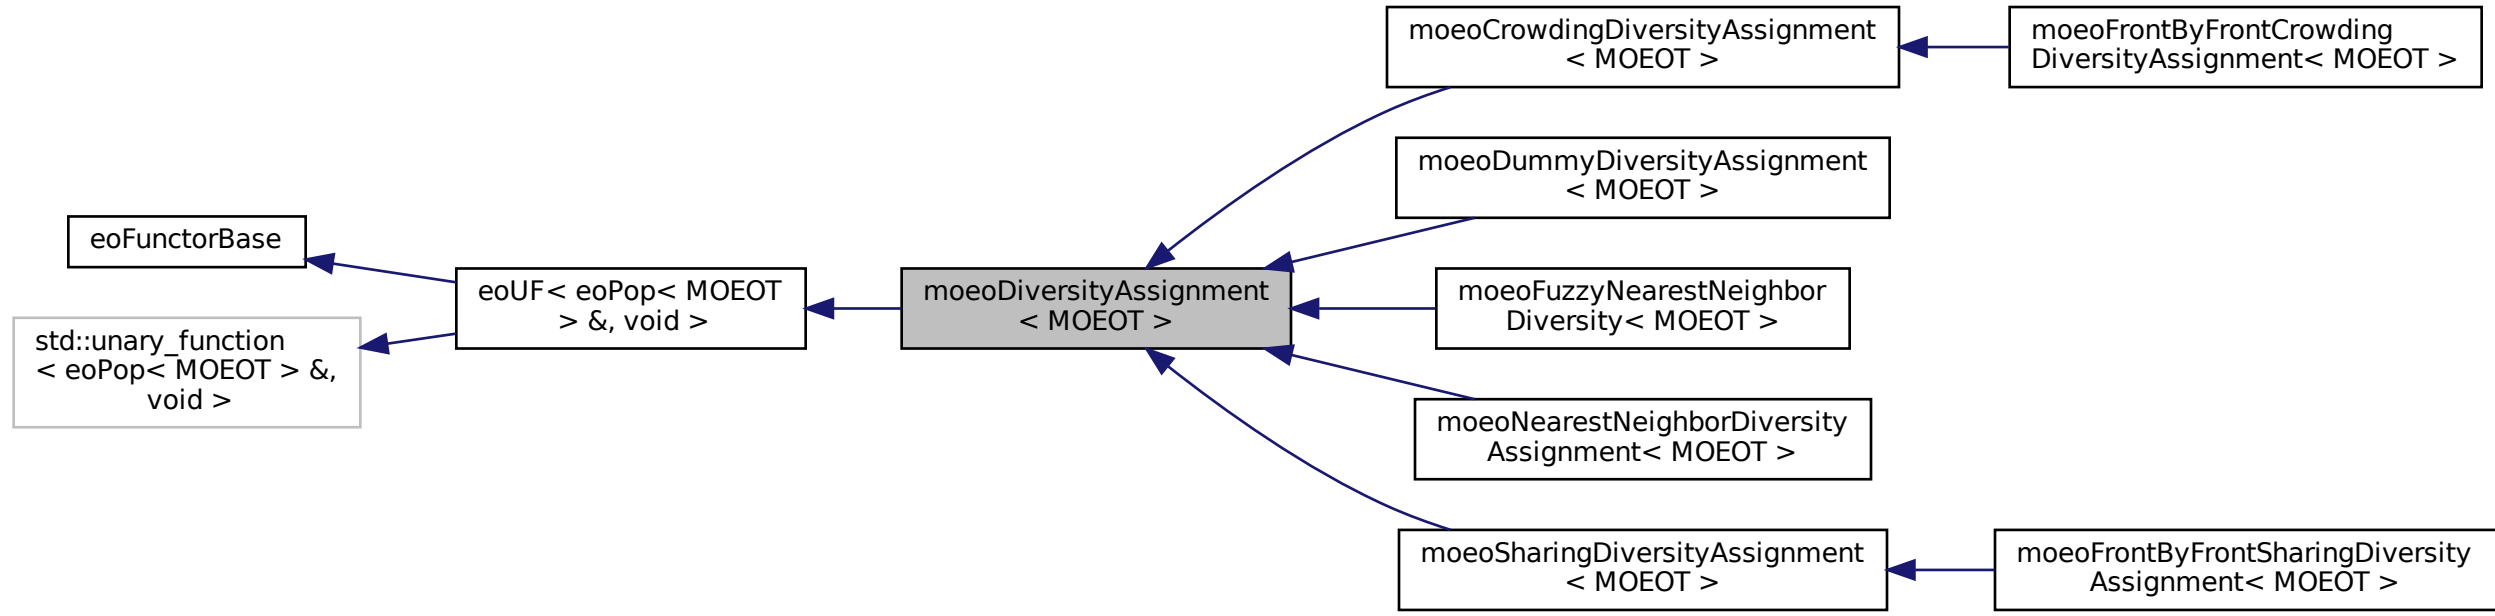 eoFunctorBase
std::unary_function
< eoPop< MOEOT > &,
void >
eoUF< eoPop< MOEOT
> &, void >
moeoDiversityAssignment
< MOEOT >
moeoCrowdingDiversityAssignment
< MOEOT >
moeoFrontByFrontCrowding
DiversityAssignment< MOEOT >
moeoDummyDiversityAssignment
< MOEOT >
moeoFuzzyNearestNeighbor
Diversity< MOEOT >
moeoNearestNeighborDiversity
Assignment< MOEOT >
moeoSharingDiversityAssignment
< MOEOT >
moeoFrontByFrontSharingDiversity
Assignment< MOEOT >